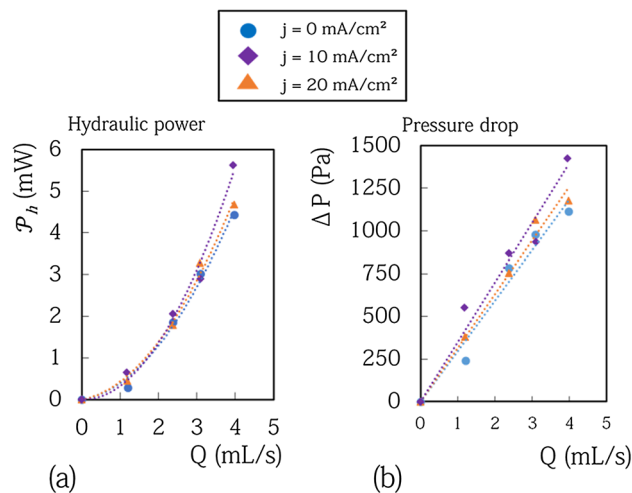 j = 0 mA/cm²
j = 10 mA/cm²
j = 20 mA/cm²
Hydraulic power
𝒫ₕ (mW)
6
5
4
3
2
1
0
0 1 2 3 4 5
Q (mL/s)
(a)
Pressure drop
ΔP (Pa)
1500
1250
1000
750
500
250
0
0 1 2 3 4 5
Q (mL/s)
(b)